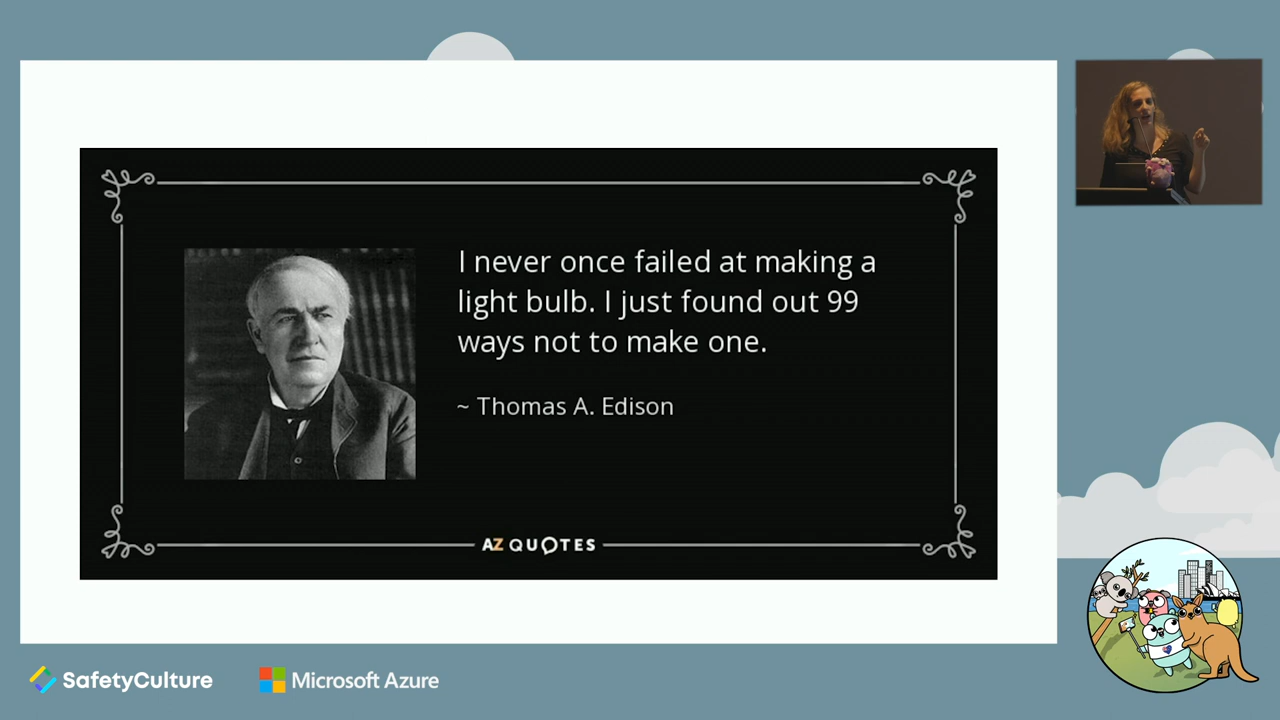 I never once failed at making a
light bulb. I just found out 99
ways not to make one.
~ Thomas A. Edison
AZ QUOTES
SafetyCulture
Microsoft Azure